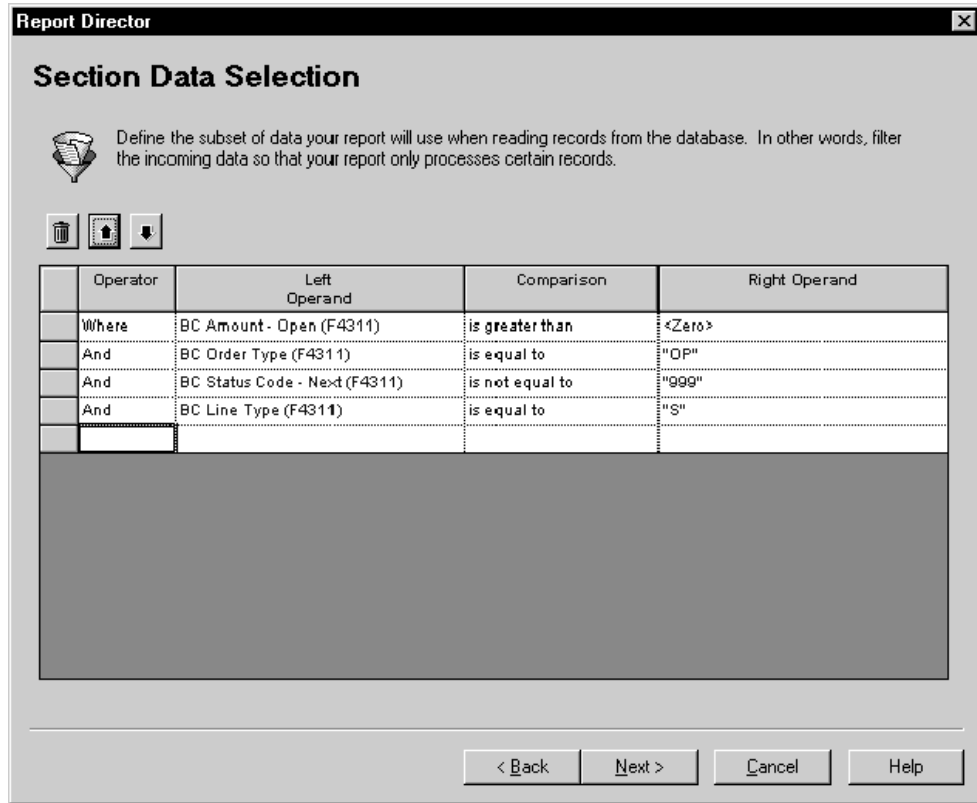 Report Director
Section Data Selection
Define the subset of data your report will use when reading records from the database. In other words, filter
the incoming data so that your report only processes certain records.
Operator Left Operand Comparison Right Operand
Where BC Amount - Open (F4311) is greater than <Zero>
And BC Order Type (F4311) is equal to "OP"
And BC Status Code - Next (F4311) is not equal to "999"
And BC Line Type (F4311) is equal to "S"
< Back Next > Cancel Help